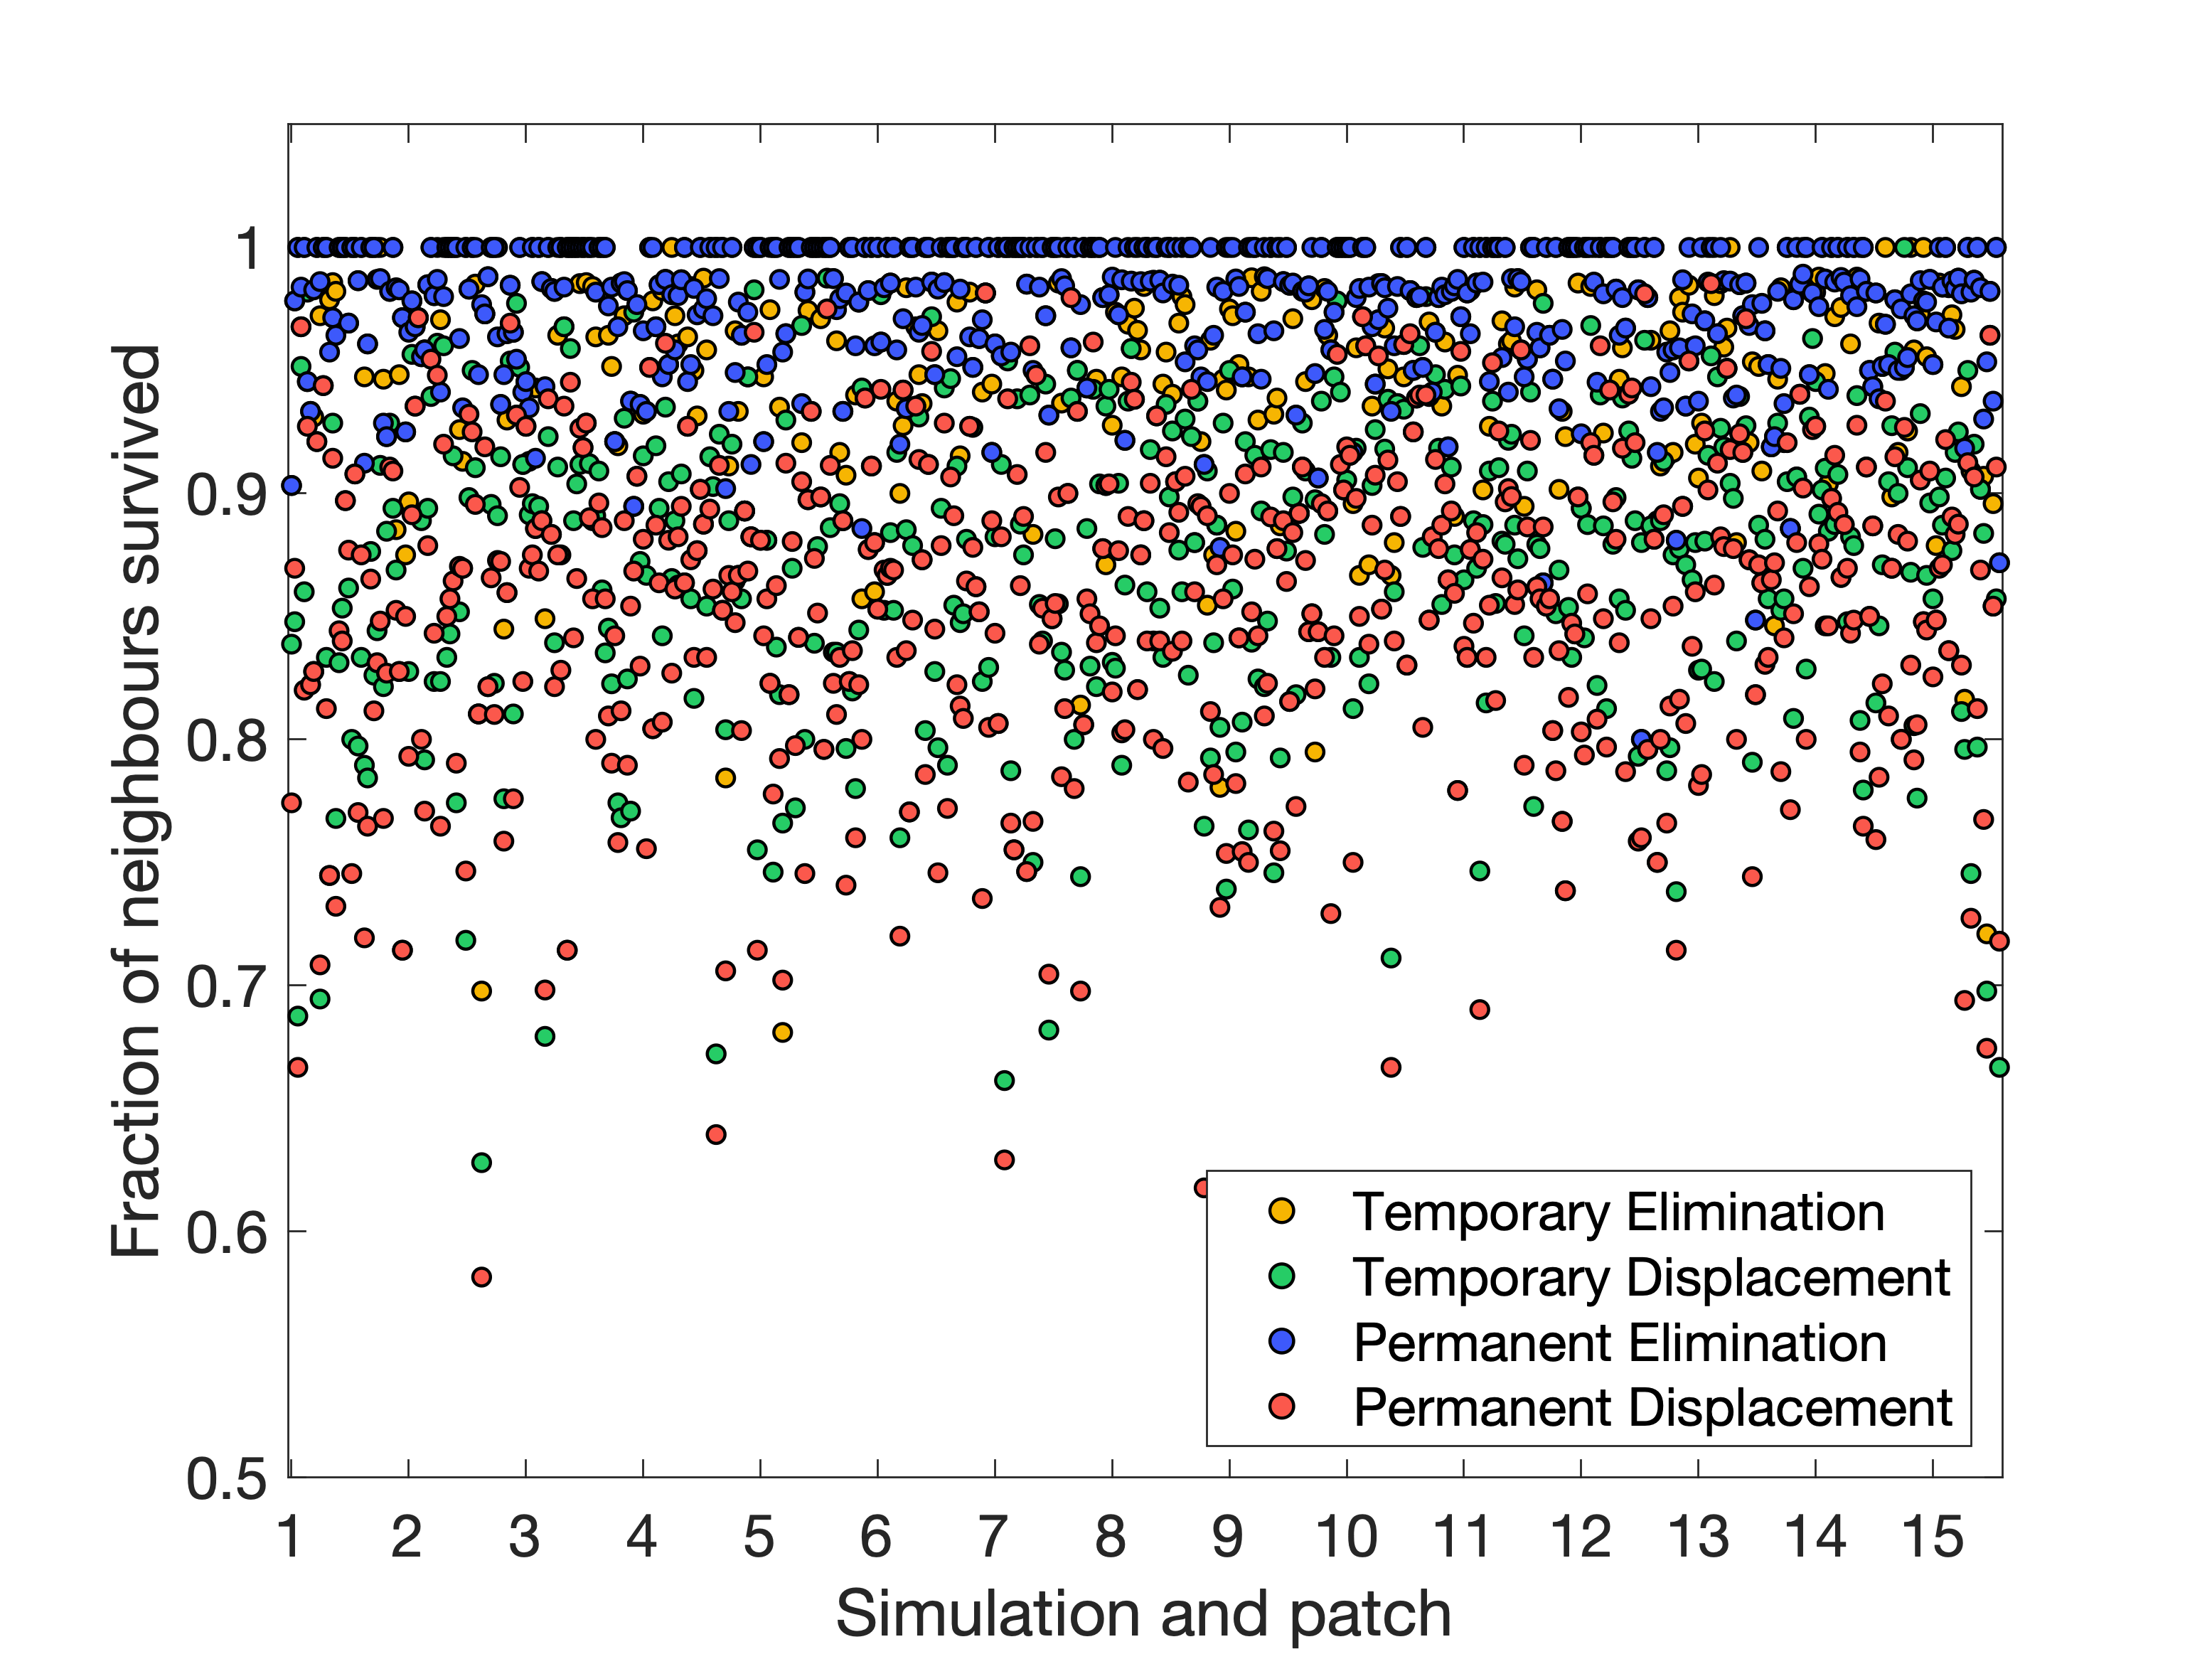 Fraction of neighbours survived
1
0.9
0.8
0.7
0.6
0.5
1 2 3 4 5 6 7 8 9 10 11 12 13 14 15
Simulation and patch
Temporary Elimination
Temporary Displacement
Permanent Elimination
Permanent Displacement